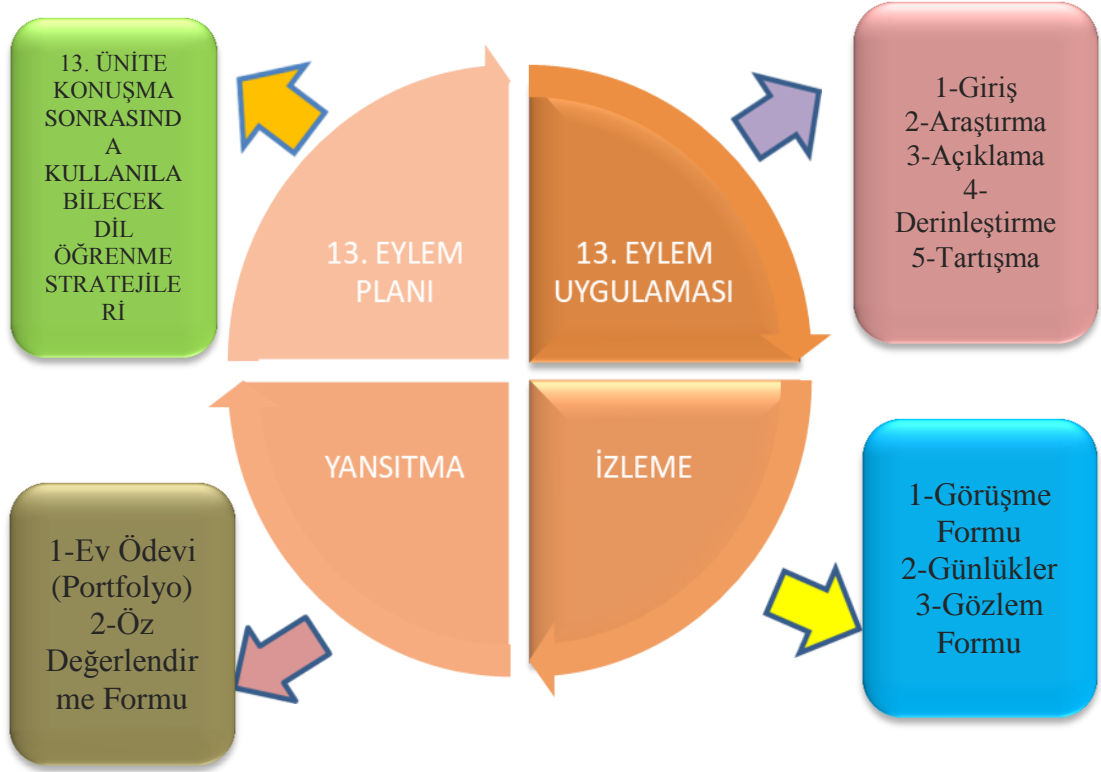 13. ÜNİTE
KONUŞMA
SONRASIND
A
KULLANILA
BİLECEK
DİL
ÖĞRENME
STRATEJİLE
Rİ
13. EYLEM
PLANI
13. EYLEM
UYGULAMASI
1-Giriş
2-Araştırma
3-Açıklama
4-
Derinleştirme
5-Tartışma
YANSITMA
İZLEME
1-Ev Ödevi
(Portfolyo)
2-Öz
Değerlendir
me Formu
1-Görüşme
Formu
2-Günlükler
3-Gözlem
Formu